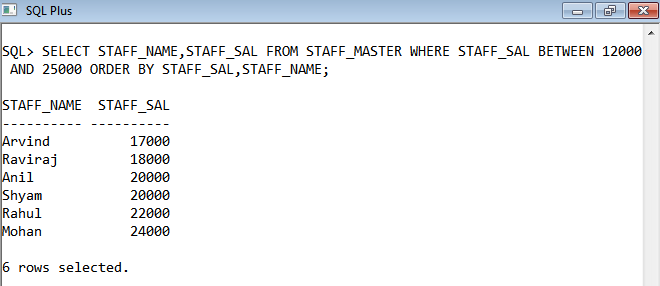 SQL Plus
SQL> SELECT STAFF_NAME,STAFF_SAL FROM STAFF_MASTER WHERE STAFF_SAL BETWEEN 12000
AND 25000 ORDER BY STAFF_SAL,STAFF_NAME;
STAFF_NAME  STAFF_SAL
---------- ----------
Arvind          17000
Raviraj         18000
Anil            20000
Shyam           20000
Rahul           22000
Mohan           24000
6 rows selected.